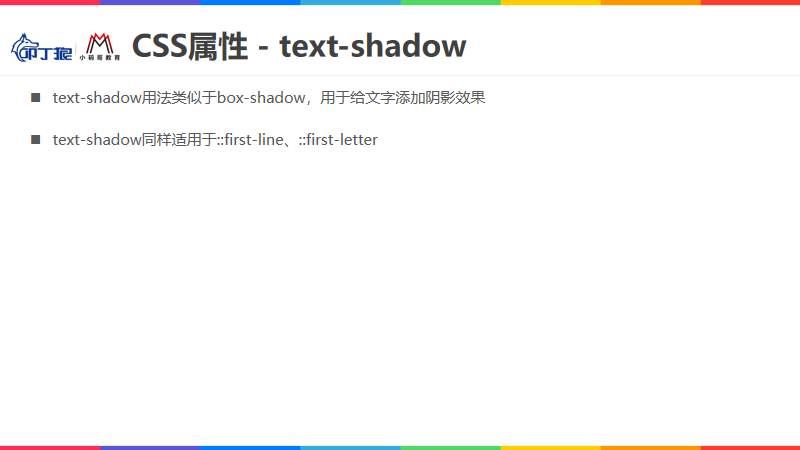 叩丁狼
小码哥教育
CSS属性 - text-shadow
text-shadow用法类似于box-shadow，用于给文字添加阴影效果
text-shadow同样适用于::first-line、::first-letter